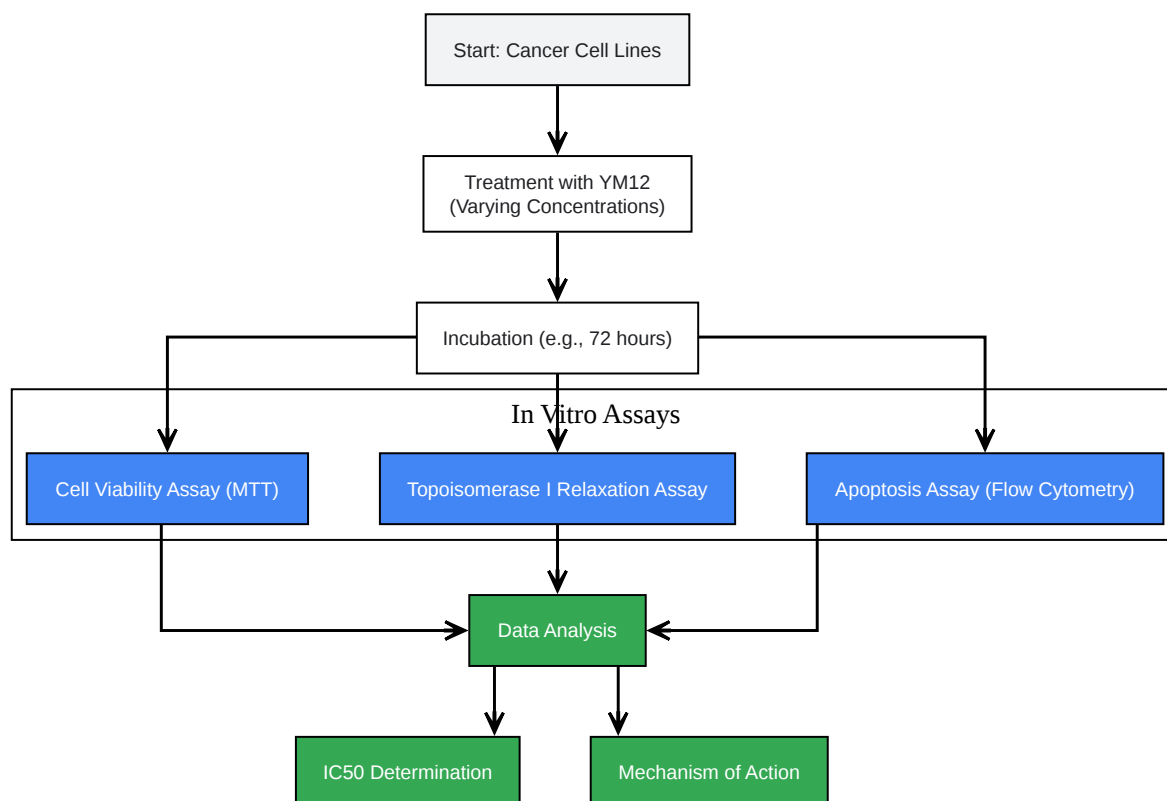 Start: Cancer Cell Lines
Treatment with YM12
(Varying Concentrations)
Incubation (e.g., 72 hours)
In Vitro Assays
Cell Viability Assay (MTT)
Topoisomerase I Relaxation Assay
Apoptosis Assay (Flow Cytometry)
Data Analysis
IC50 Determination
Mechanism of Action